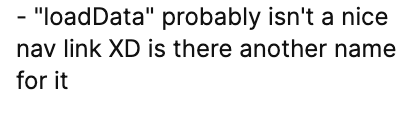 - "loadData" probably isn't a nice
nav link XD is there another name
for it